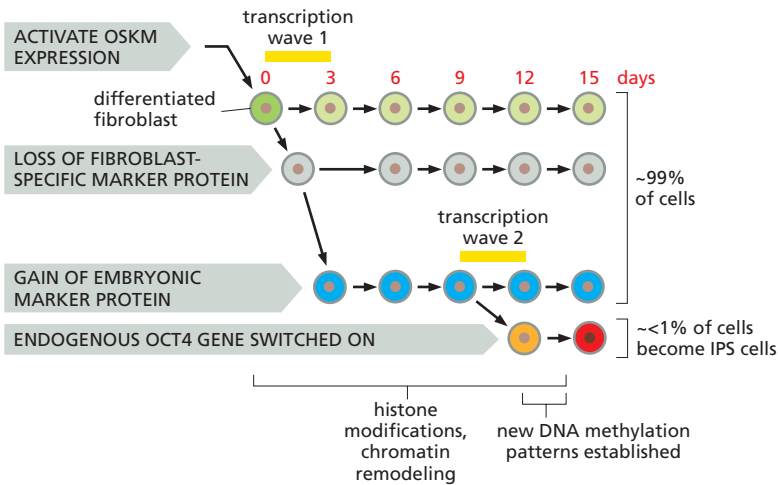 transcription
wave 1
ACTIVATE OSKM
EXPRESSION
0 3 6 9 12 15 days
differentiated
fibroblast
LOSS OF FIBROBLAST-
SPECIFIC MARKER PROTEIN
~99%
of cells
transcription
wave 2
GAIN OF EMBRYONIC
MARKER PROTEIN
ENDOGENOUS OCT4 GENE SWITCHED ON
~<1% of cells
become IPS cells
histone
modifications,
chromatin
remodeling
new DNA methylation
patterns established